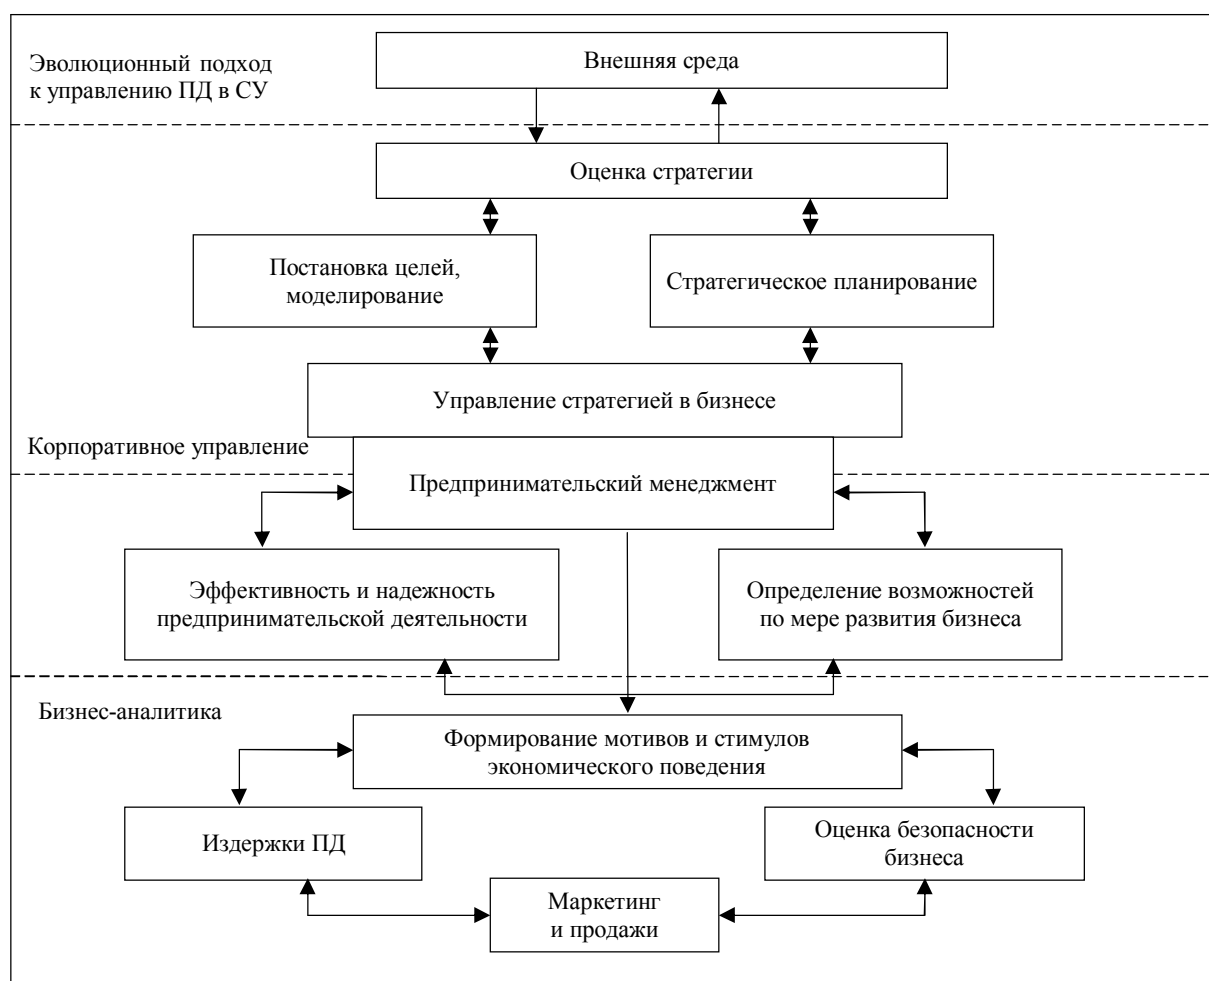 Эволюционный подход
к управлению ПД в СУ
Внешняя среда
Оценка стратегии
Постановка целей,
моделирование
Стратегическое планирование
Управление стратегией в бизнесе
Корпоративное управление
Предпринимательский менеджмент
Эффективность и надежность
предпринимательской деятельности
Определение возможностей
по мере развития бизнеса
Бизнес-аналитика
Формирование мотивов и стимулов
экономического поведения
Издержки ПД
Оценка безопасности
бизнеса
Маркетинг
и продажи